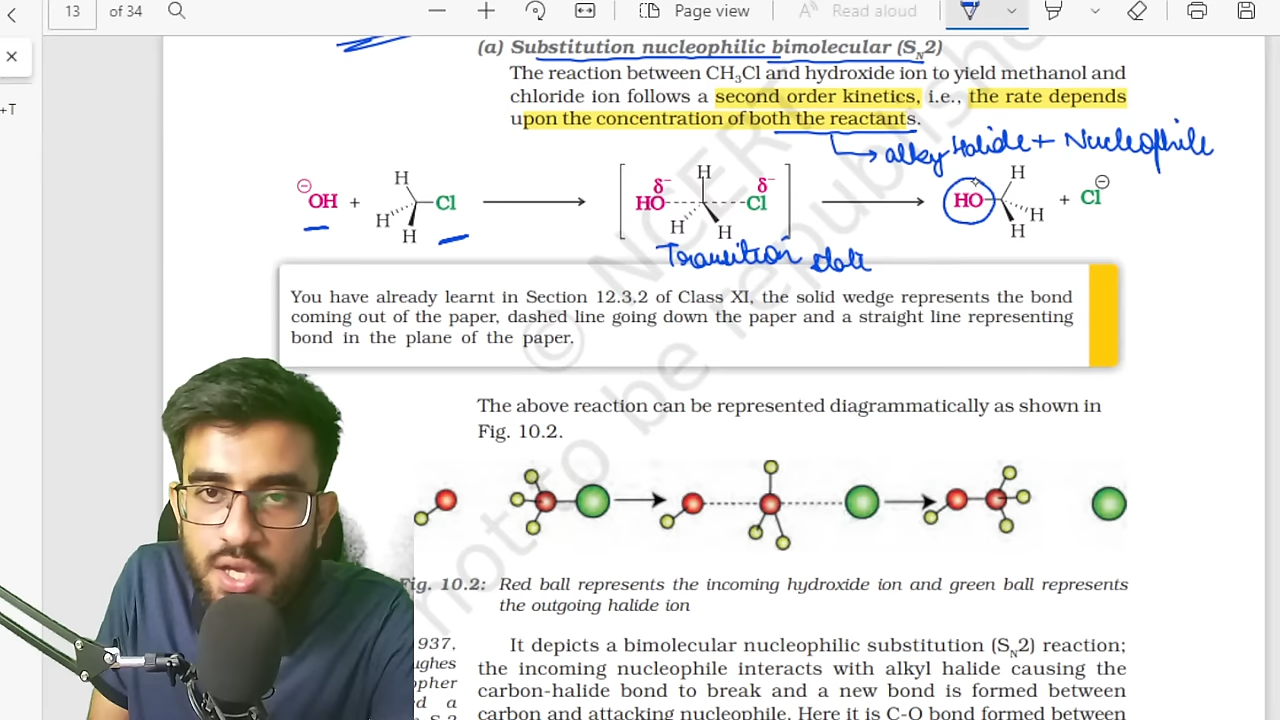 13 of 34 Page view Read aloud
(a) Substitution nucleophilic bimolecular (SN2)
The reaction between CH3Cl and hydroxide ion to yield methanol and
chloride ion follows a second order kinetics, i.e., the rate depends
upon the concentration of both the reactants.
+T
alkyl Halide + Nucleophile
⊖OH + H H H Cl
[HO δ- H H H Cl δ-]
HO H H H + Cl⊖
Transition state
You have already learnt in Section 12.3.2 of Class XI, the solid wedge represents the bond
coming out of the paper, dashed line going down the paper and a straight line representing
bond in the plane of the paper.
© NCERT
not to be republished
The above reaction can be represented diagrammatically as shown in
Fig. 10.2.
Fig. 10.2: Red ball represents the incoming hydroxide ion and green ball represents
the outgoing halide ion
937,
ughes
opher
d a
It depicts a bimolecular nucleophilic substitution (SN2) reaction;
the incoming nucleophile interacts with alkyl halide causing the
carbon-halide bond to break and a new bond is formed between
carbon and attacking nucleophile. Here it is C-O bond formed between